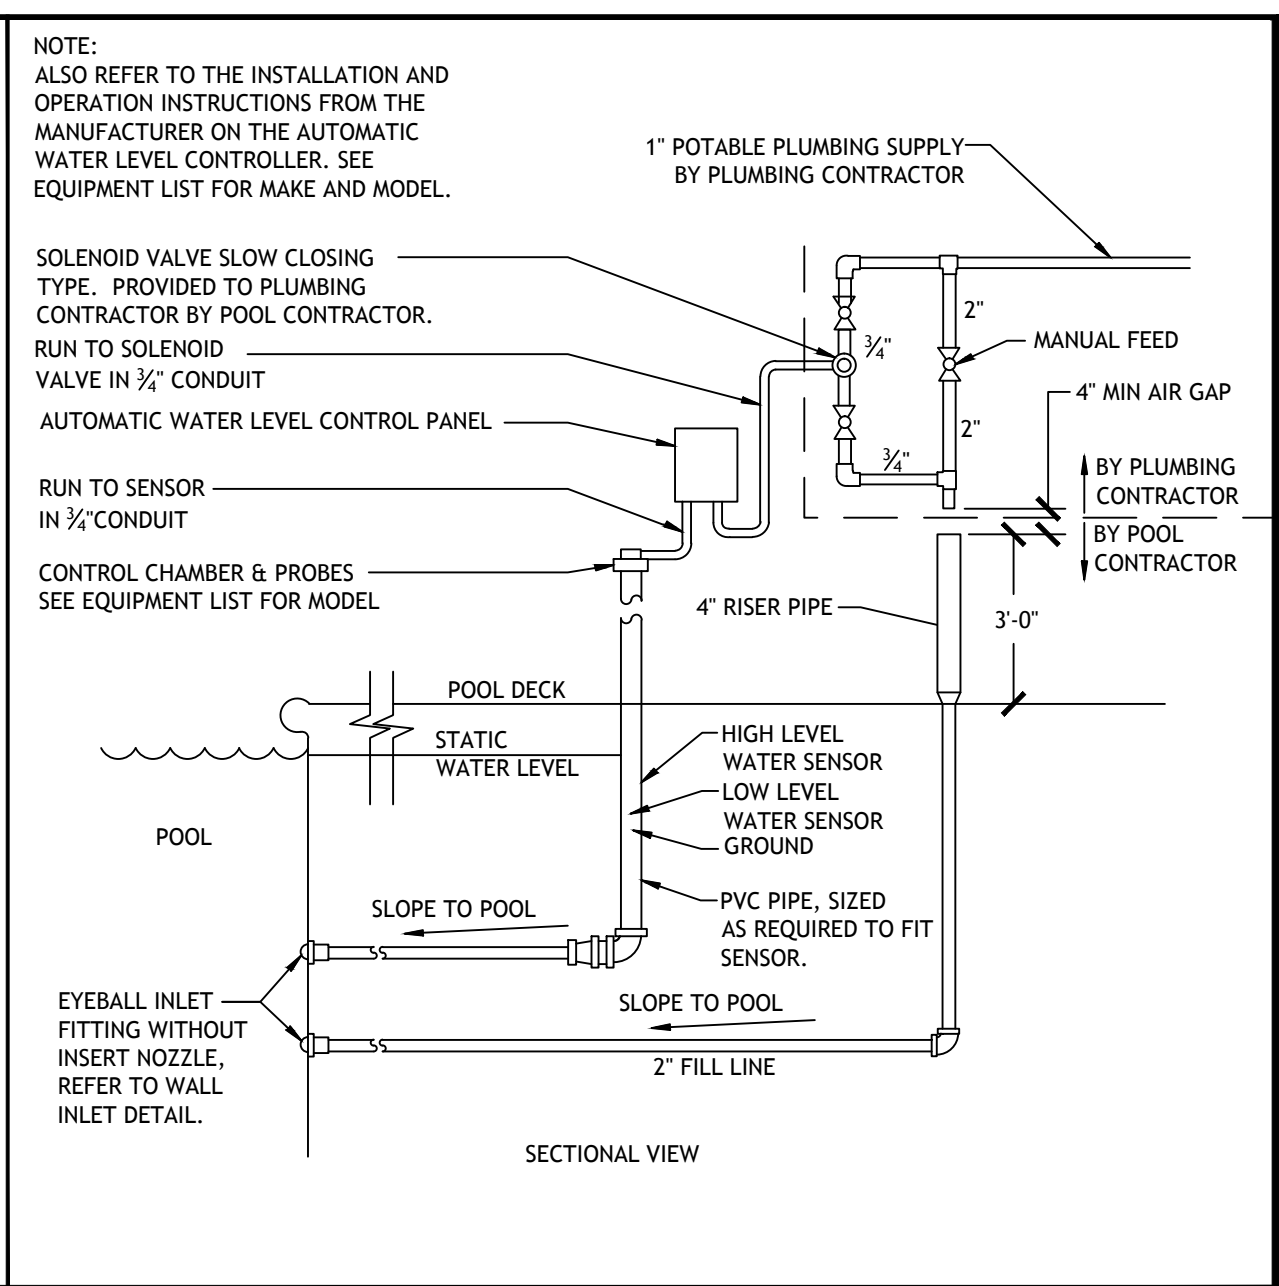 NOTE:
ALSO REFER TO THE INSTALLATION AND
OPERATION INSTRUCTIONS FROM THE
MANUFACTURER ON THE AUTOMATIC
WATER LEVEL CONTROLLER. SEE
EQUIPMENT LIST FOR MAKE AND MODEL.
1" POTABLE PLUMBING SUPPLY
BY PLUMBING CONTRACTOR
SOLENOID VALVE SLOW CLOSING
TYPE. PROVIDED TO PLUMBING
CONTRACTOR BY POOL CONTRACTOR.
RUN TO SOLENOID
VALVE IN ¾" CONDUIT
AUTOMATIC WATER LEVEL CONTROL PANEL
RUN TO SENSOR
IN ¾"CONDUIT
CONTROL CHAMBER & PROBES
SEE EQUIPMENT LIST FOR MODEL
2"
¾"
MANUAL FEED
4" MIN AIR GAP
2"
¾"
BY PLUMBING
CONTRACTOR
BY POOL
CONTRACTOR
4" RISER PIPE
3'-0"
POOL DECK
STATIC
WATER LEVEL
HIGH LEVEL
WATER SENSOR
LOW LEVEL
WATER SENSOR
GROUND
POOL
SLOPE TO POOL
PVC PIPE, SIZED
AS REQUIRED TO FIT
SENSOR.
EYEBALL INLET
FITTING WITHOUT
INSERT NOZZLE,
REFER TO WALL
INLET DETAIL.
SLOPE TO POOL
2" FILL LINE
SECTIONAL VIEW